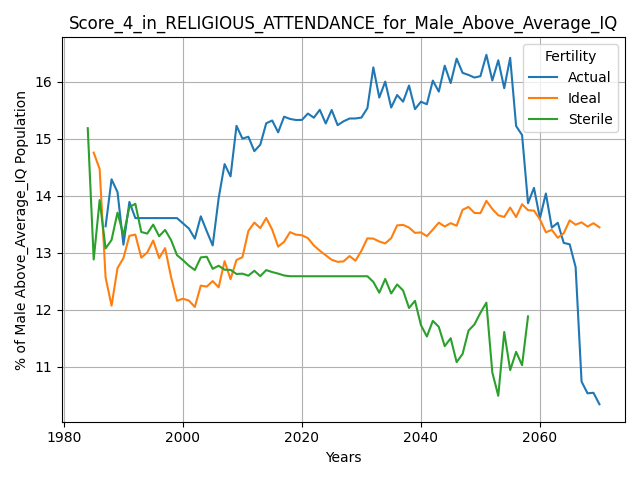 Score_4_in_RELIGIOUS_ATTENDANCE_for_Male_Above_Average_IQ
Fertility
Actual
Ideal
Sterile
% of Male Above_Average_IQ Population
16
15
14
13
12
11
1980
2000
2020
2040
2060
Years